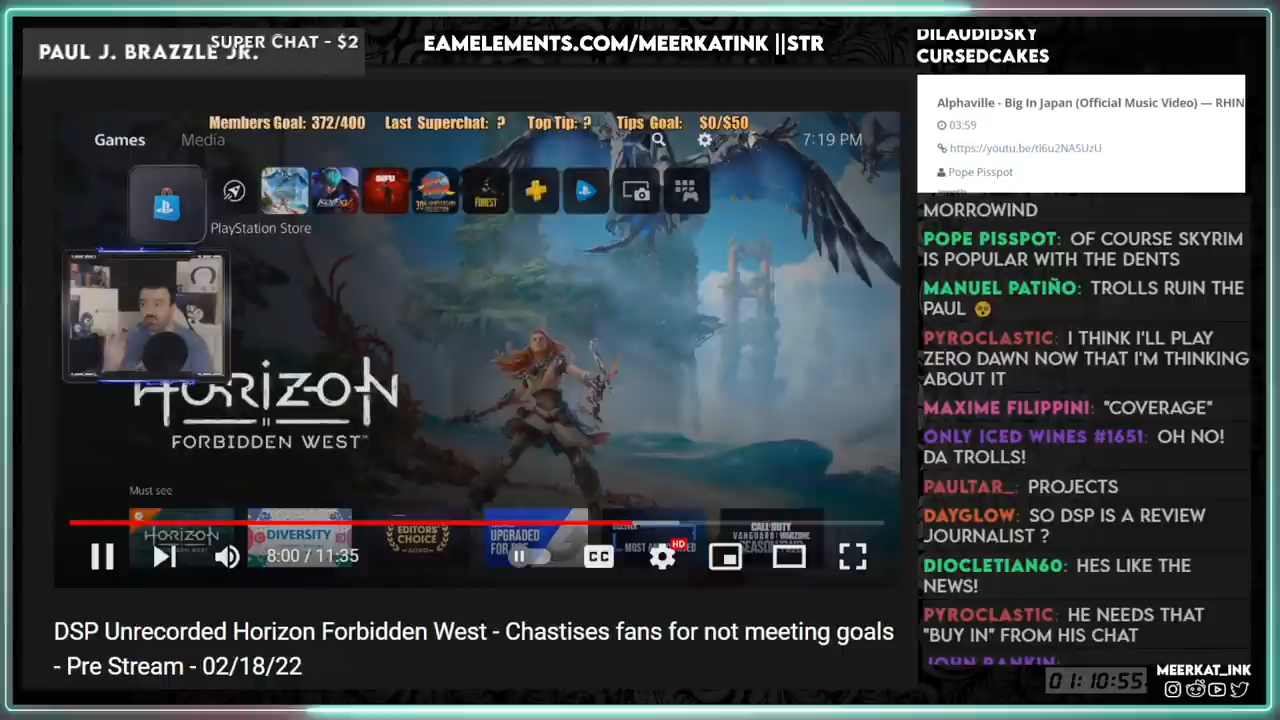 SUPER CHAT - $2
PAUL J. BRAZZLE JR.
EAMELEMENTS.COM/MEERKATINK ||STR
DILAUDIDSKY
CURSEDCAKES
Alphaville - Big In Japan (Official Music Video) — RHIN
03:59
https://youtu.be/tl6u2NASUzU
Pope Pisspot
Members Goal: 372/400 Last Superchat: ? Top Tip: ? Tips Goal: $0/$50
Games Media 7:19 PM
SIFU
FOREST
PlayStation Store
HORIZON
II
FORBIDDEN WEST™
Must see
HORIZON
DIVERSITY
EDITORS'
CHOICE
UPGRADED
CALL OF DUTY
8:00 / 11:35
CC
HD
DSP Unrecorded Horizon Forbidden West - Chastises fans for not meeting goals
- Pre Stream - 02/18/22
MORROWIND
POPE PISSPOT: OF COURSE SKYRIM
IS POPULAR WITH THE DENTS
MANUEL PATIÑO: TROLLS RUIN THE
PAUL
PYROCLASTIC: I THINK I'LL PLAY
ZERO DAWN NOW THAT I'M THINKING
ABOUT IT
MAXIME FILIPPINI: "COVERAGE"
ONLY ICED WINES #1651: OH NO!
DA TROLLS!
PAULTAR_: PROJECTS
DAYGLOW: SO DSP IS A REVIEW
JOURNALIST ?
DIOCLETIAN60: HES LIKE THE
NEWS!
PYROCLASTIC: HE NEEDS THAT
"BUY IN" FROM HIS CHAT
JOHN RANKIN:
01:10:55
MEERKAT_INK